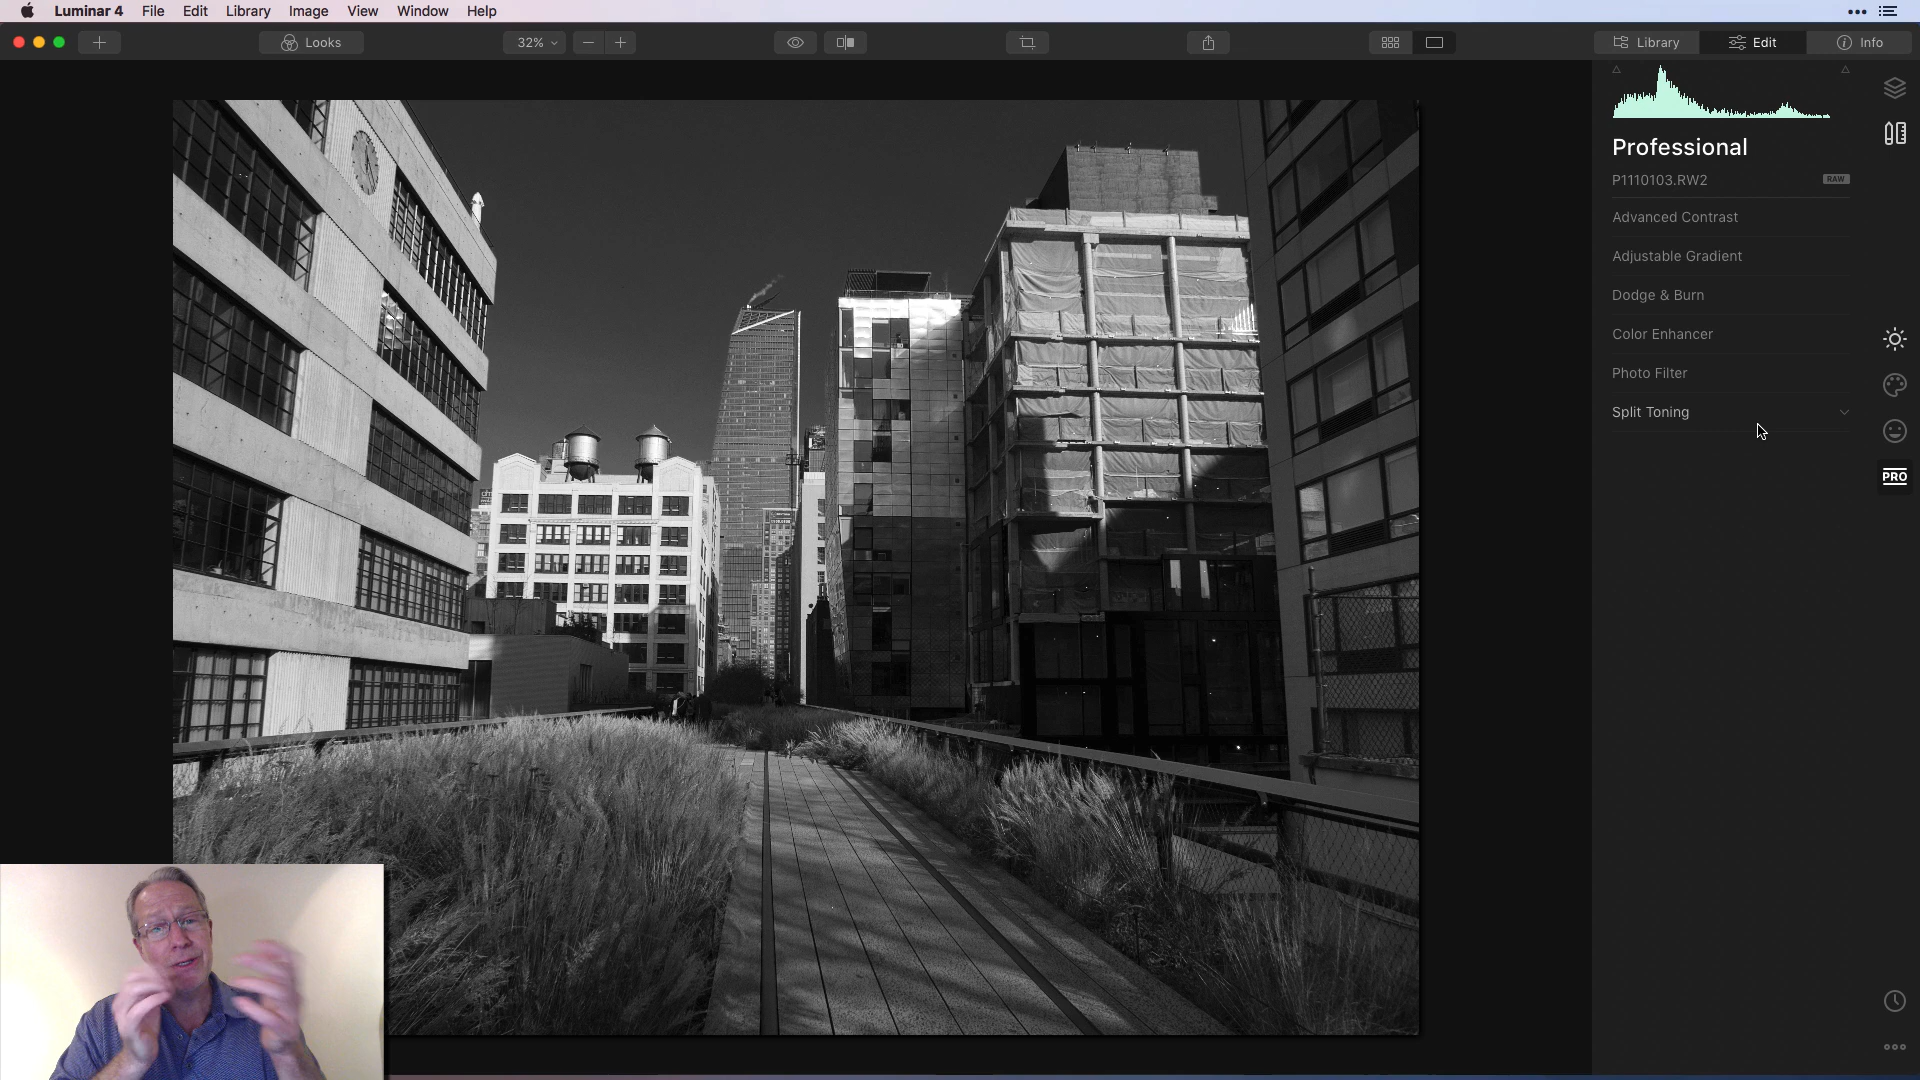 Luminar 4 File Edit Library Image View Window Help
Looks 32% Library Edit Info
Professional
P1110103.RW2 RAW
Advanced Contrast
Adjustable Gradient
Dodge & Burn
Color Enhancer
Photo Filter
Split Toning
PRO